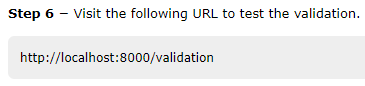 Step 6 − Visit the following URL to test the validation.
http://localhost:8000/validation